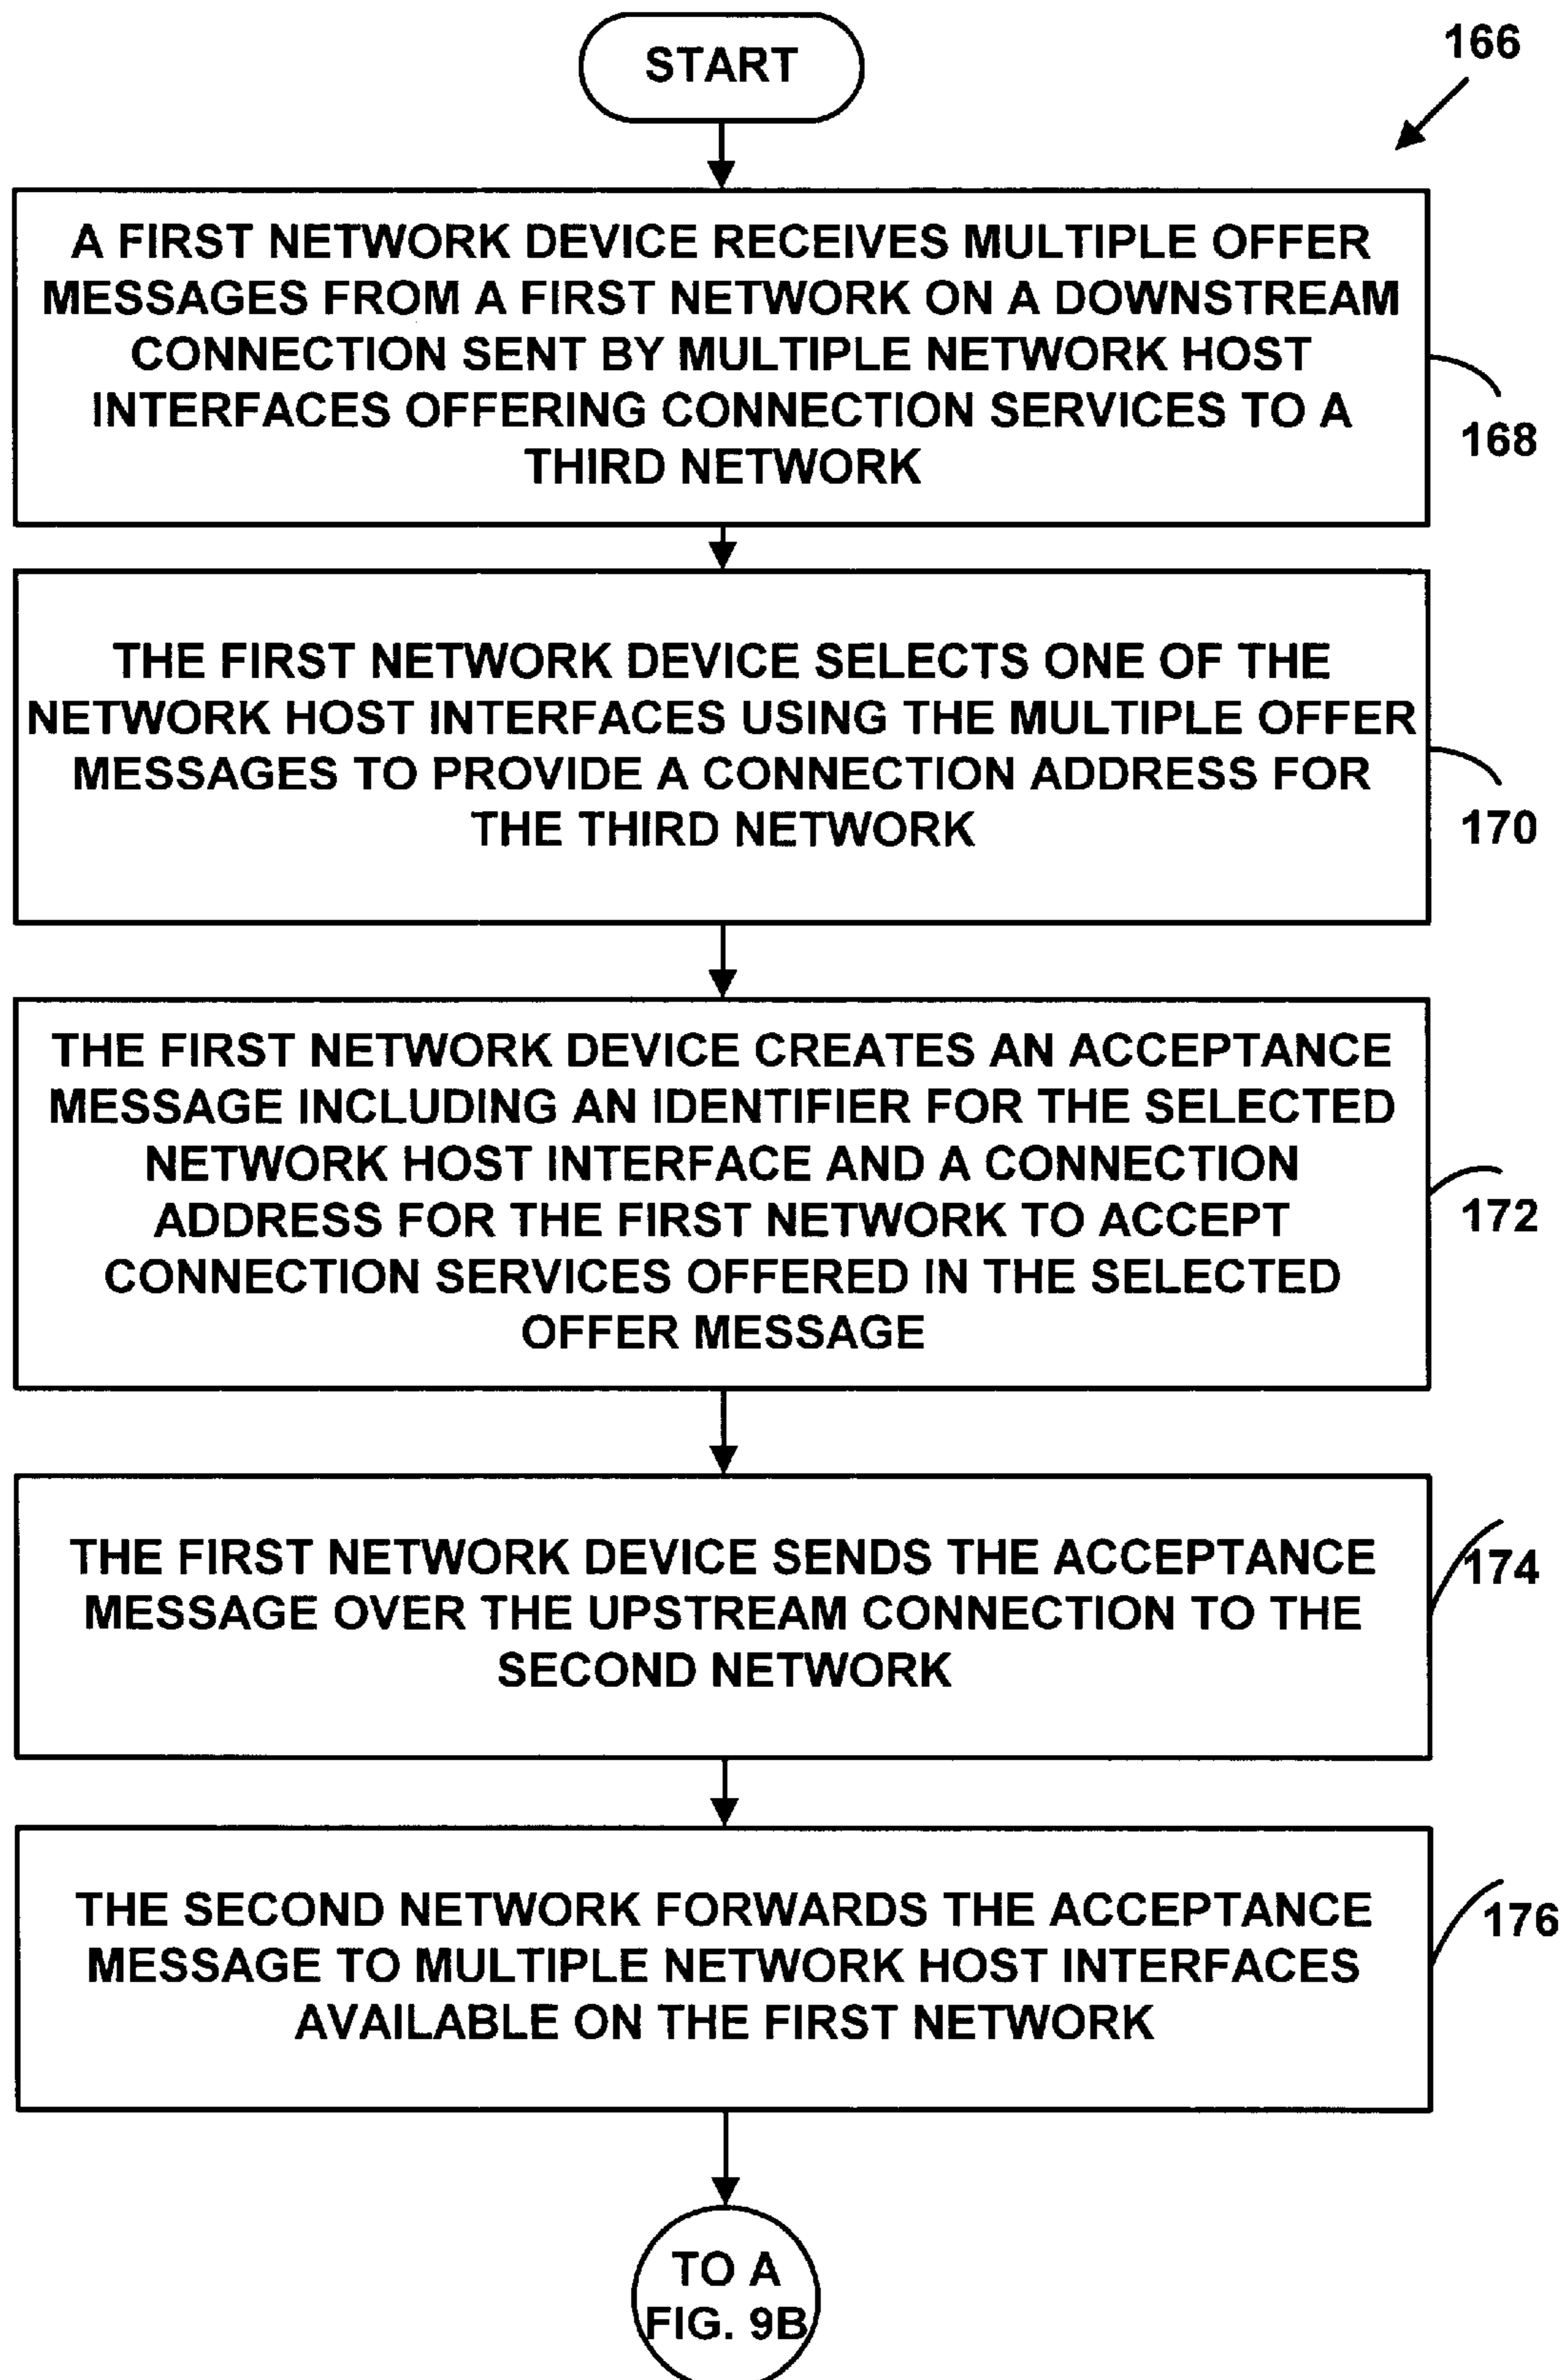 START
166
A FIRST NETWORK DEVICE RECEIVES MULTIPLE OFFER
MESSAGES FROM A FIRST NETWORK ON A DOWNSTREAM
CONNECTION SENT BY MULTIPLE NETWORK HOST
INTERFACES OFFERING CONNECTION SERVICES TO A
THIRD NETWORK
168
THE FIRST NETWORK DEVICE SELECTS ONE OF THE
NETWORK HOST INTERFACES USING THE MULTIPLE OFFER
MESSAGES TO PROVIDE A CONNECTION ADDRESS FOR
THE THIRD NETWORK
170
THE FIRST NETWORK DEVICE CREATES AN ACCEPTANCE
MESSAGE INCLUDING AN IDENTIFIER FOR THE SELECTED
NETWORK HOST INTERFACE AND A CONNECTION
ADDRESS FOR THE FIRST NETWORK TO ACCEPT
CONNECTION SERVICES OFFERED IN THE SELECTED
OFFER MESSAGE
172
THE FIRST NETWORK DEVICE SENDS THE ACCEPTANCE
MESSAGE OVER THE UPSTREAM CONNECTION TO THE
SECOND NETWORK
174
THE SECOND NETWORK FORWARDS THE ACCEPTANCE
MESSAGE TO MULTIPLE NETWORK HOST INTERFACES
AVAILABLE ON THE FIRST NETWORK
176
TO A
FIG. 9B